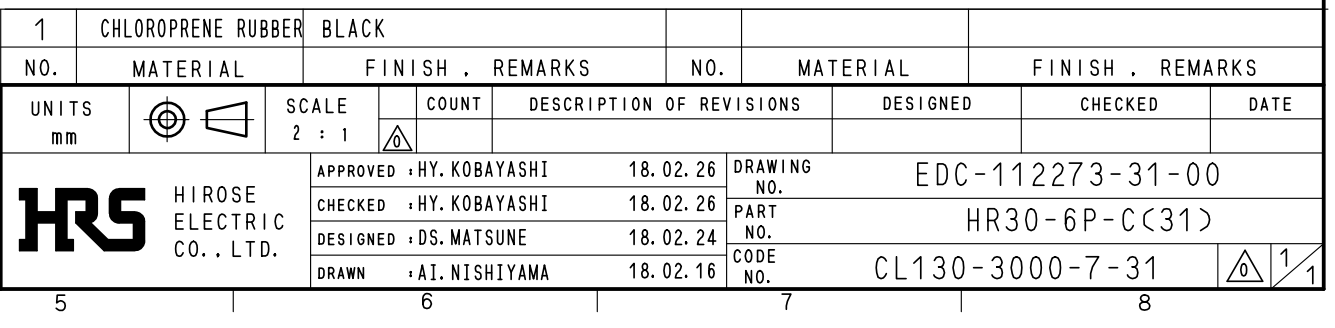 1 CHLOROPRENE RUBBER BLACK
NO. MATERIAL FINISH , REMARKS NO. MATERIAL FINISH , REMARKS
UNITS
mm
SCALE
2 : 1
COUNT DESCRIPTION OF REVISIONS DESIGNED CHECKED DATE
0
HRS
HIROSE
ELECTRIC
CO.,LTD.
APPROVED :HY.KOBAYASHI 18.02.26
CHECKED :HY.KOBAYASHI 18.02.26
DESIGNED :DS.MATSUNE 18.02.24
DRAWN :AI.NISHIYAMA 18.02.16
DRAWING
NO.
EDC-112273-31-00
PART
NO.
HR30-6P-C(31)
CODE
NO.
CL130-3000-7-31
0
1/1
5 6 7 8